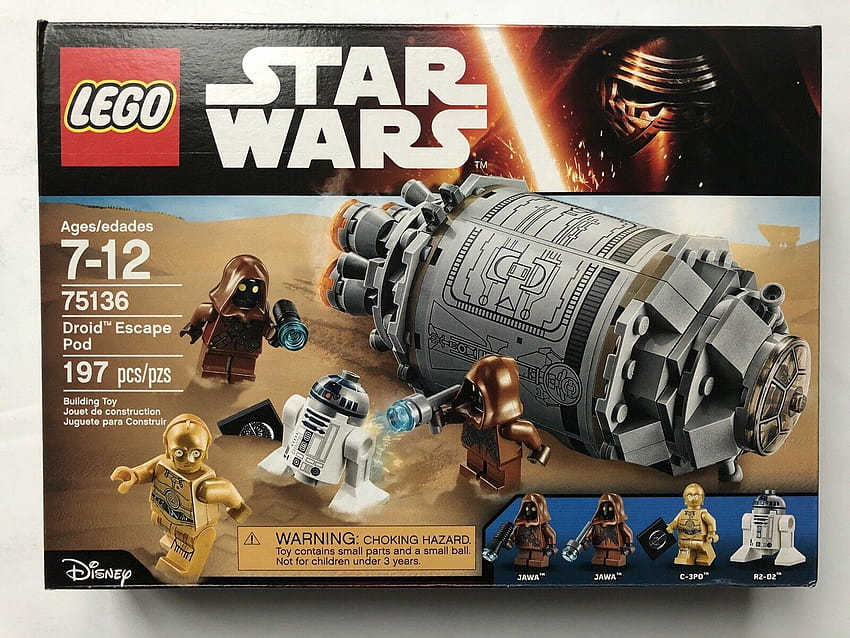 LEGO
STAR
WARS™
Ages/edades
7-12
75136
Droid™ Escape
Pod
197 pcs/pzs
Building Toy
Jouet de construction
Juguete para Construir
WARNING: CHOKING HAZARD.
Toy contains small parts and a small ball.
Not for children under 3 years.
Disney
JAWA™
JAWA™
C-3PO™
R2-D2™